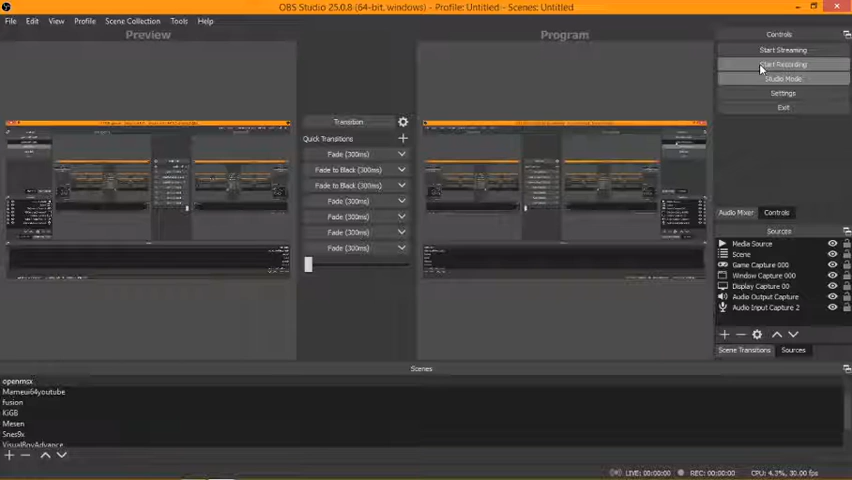 OBS Studio 25.0.8 (64-bit, windows) - Profile: Untitled - Scenes: Untitled
File Edit View Profile Scene Collection Tools Help
Preview
Program
Transition
Quick Transitions
Fade (300ms)
Fade to Black (300ms)
Fade to Black (300ms)
Fade (300ms)
Fade (300ms)
Fade (300ms)
Fade (300ms)
Controls
Start Streaming
Start Recording
Studio Mode
Settings
Exit
Audio Mixer Controls
Sources
Media Source
Scene
Game Capture 000
Window Capture 000
Display Capture 00
Audio Output Capture
Audio Input Capture 2
Scene Transitions Sources
Scenes
openmsx
Mameui64youtube
Fusion
KiGB
Mesen
Snes9x
VisualBoyAdvance
LIVE: 00:00:00 REC: 00:00:00 CPU: 4.3%, 30.00 fps